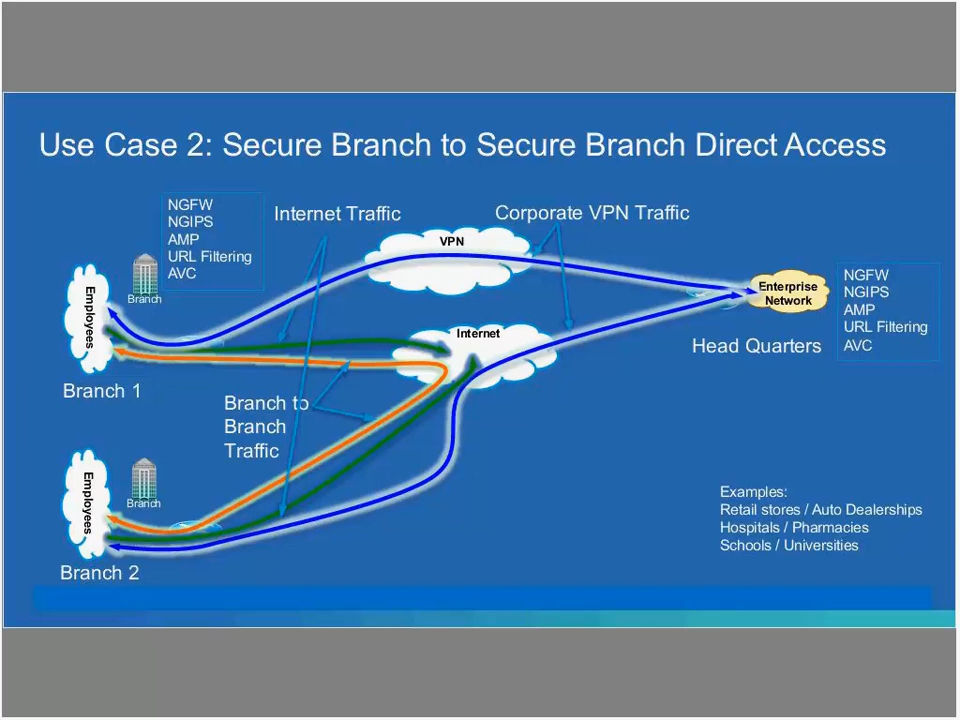 Use Case 2: Secure Branch to Secure Branch Direct Access
NGFW
NGIPS
AMP
URL Filtering
AVC
Internet Traffic
Corporate VPN Traffic
VPN
Branch
Employees
Enterprise
Network
NGFW
NGIPS
AMP
URL Filtering
AVC
Internet
Head Quarters
Branch 1
Branch to
Branch
Traffic
Employees
Branch
Branch 2
Examples:
Retail stores / Auto Dealerships
Hospitals / Pharmacies
Schools / Universities